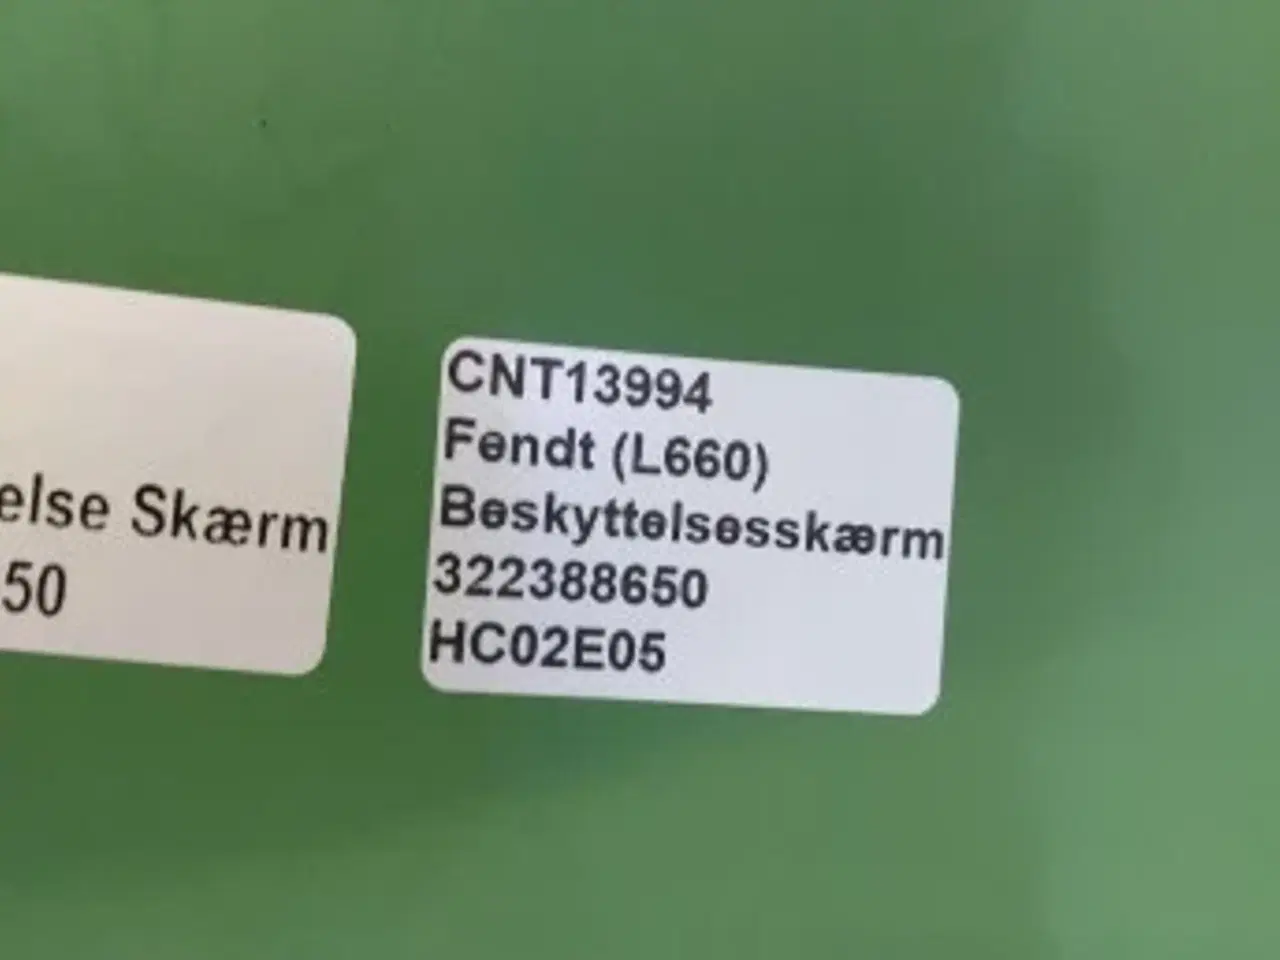 else Skærm
50
CNT13994
Fendt (L660)
Beskyttelsesskærm
322388650
HC02E05